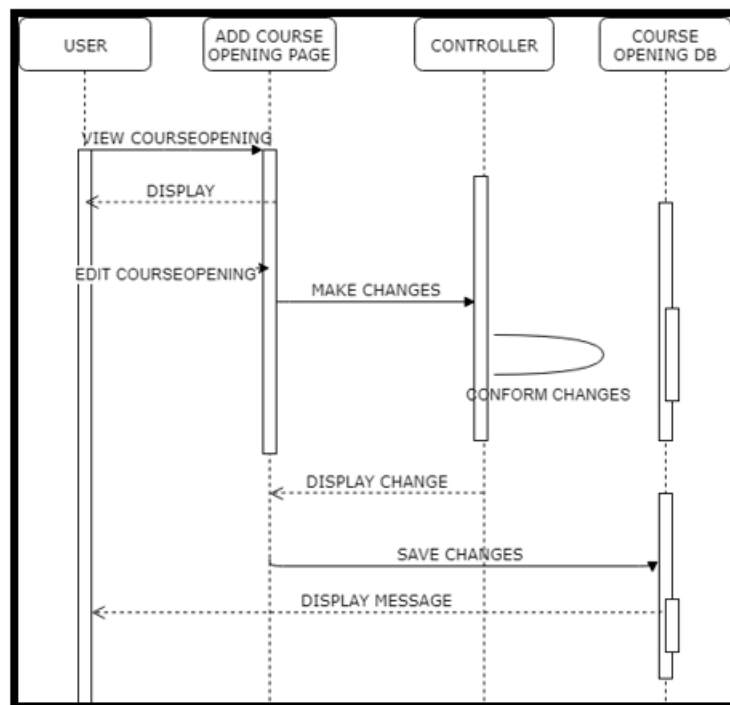 USER
ADD COURSE
OPENING PAGE
CONTROLLER
COURSE
OPENING DB
VIEW COURSEOPENING
DISPLAY
EDIT COURSEOPENING
MAKE CHANGES
CONFORM CHANGES
DISPLAY CHANGE
SAVE CHANGES
DISPLAY MESSAGE